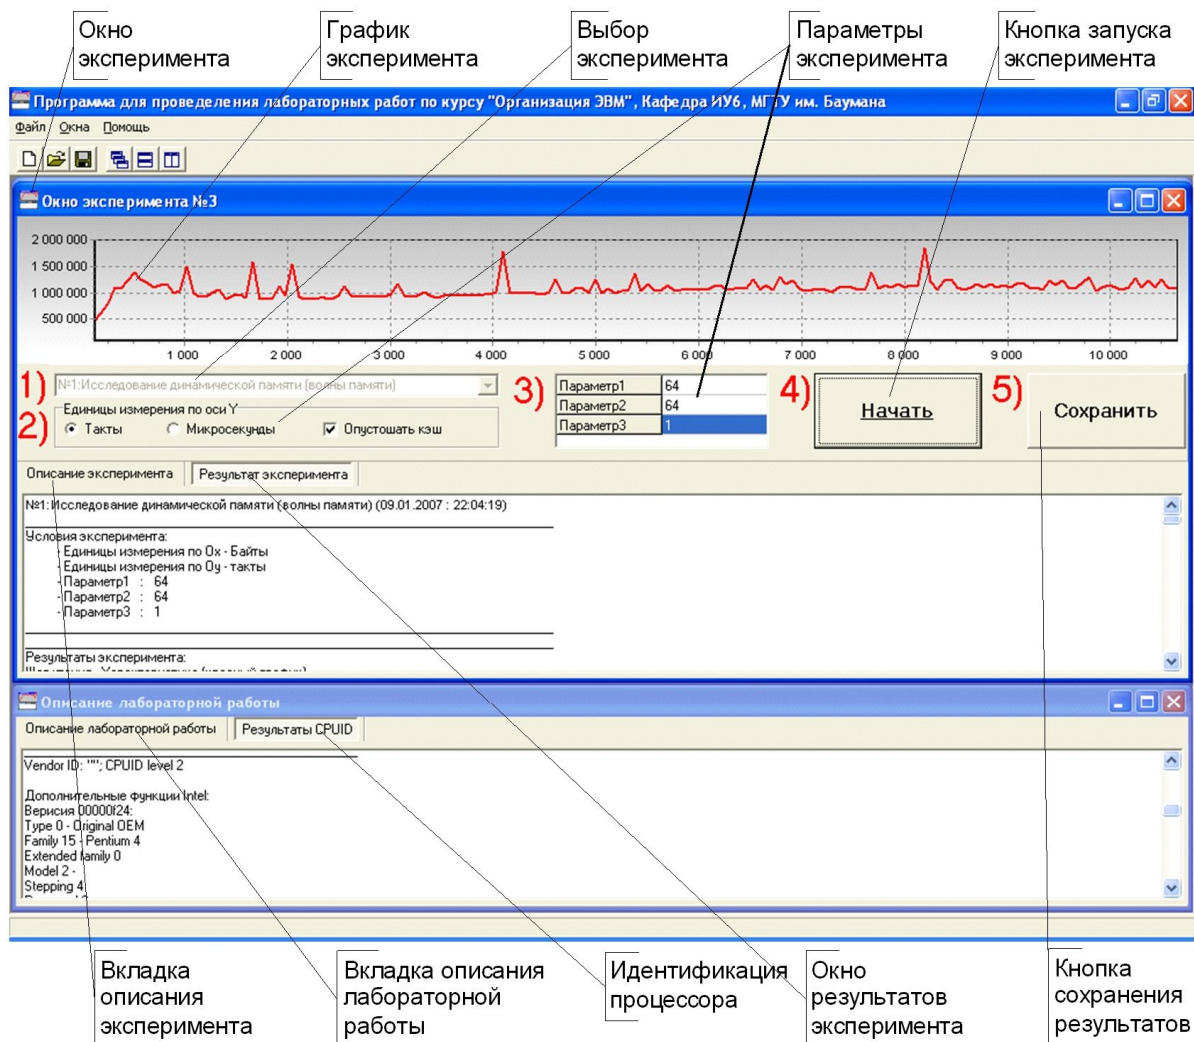 Окно
эксперимента
График
эксперимента
Выбор
эксперимента
Параметры
эксперимента
Кнопка запуска
эксперимента
Программа для проведеления лабораторных работ по курсу "Организация ЭВМ", Кафедра ИУ6, МГТУ им. Баумана
Файл Окна Помощь
Окно эксперимента №3
2 000 000
1 500 000
1 000 000
500 000
1 000 2 000 3 000 4 000 5 000 6 000 7 000 8 000 9 000 10 000
1)
№1:Исследование динамической памяти (волны памяти)
2)
Единицы измерения по оси Y
Такты Микросекунды Опустошать кэш
3)
Параметр1 64
Параметр2 64
Параметр3 1
4)
Начать
5)
Сохранить
Описание эксперимента Результат эксперимента
№1:Исследование динамической памяти (волны памяти) (09.01.2007 : 22:04:19)
Условия эксперимента:
- Единицы измерения по Ox - Байты
- Единицы измерения по Oy - такты
- Параметр1 : 64
- Параметр2 : 64
- Параметр3 : 1
Результаты эксперимента:
Описание лабораторной работы
Описание лабораторной работы Результаты CPUID
Vendor ID: ""; CPUID level 2
Дополнительные функции Intel:
Верисия 00000f24:
Type 0 - Original OEM
Family 15 - Pentium 4
Extended family 0
Model 2 -
Stepping 4
Вкладка
описания
эксперимента
Вкладка описания
лабораторной
работы
Идентификация
процессора
Окно
результатов
эксперимента
Кнопка
сохранения
результатов